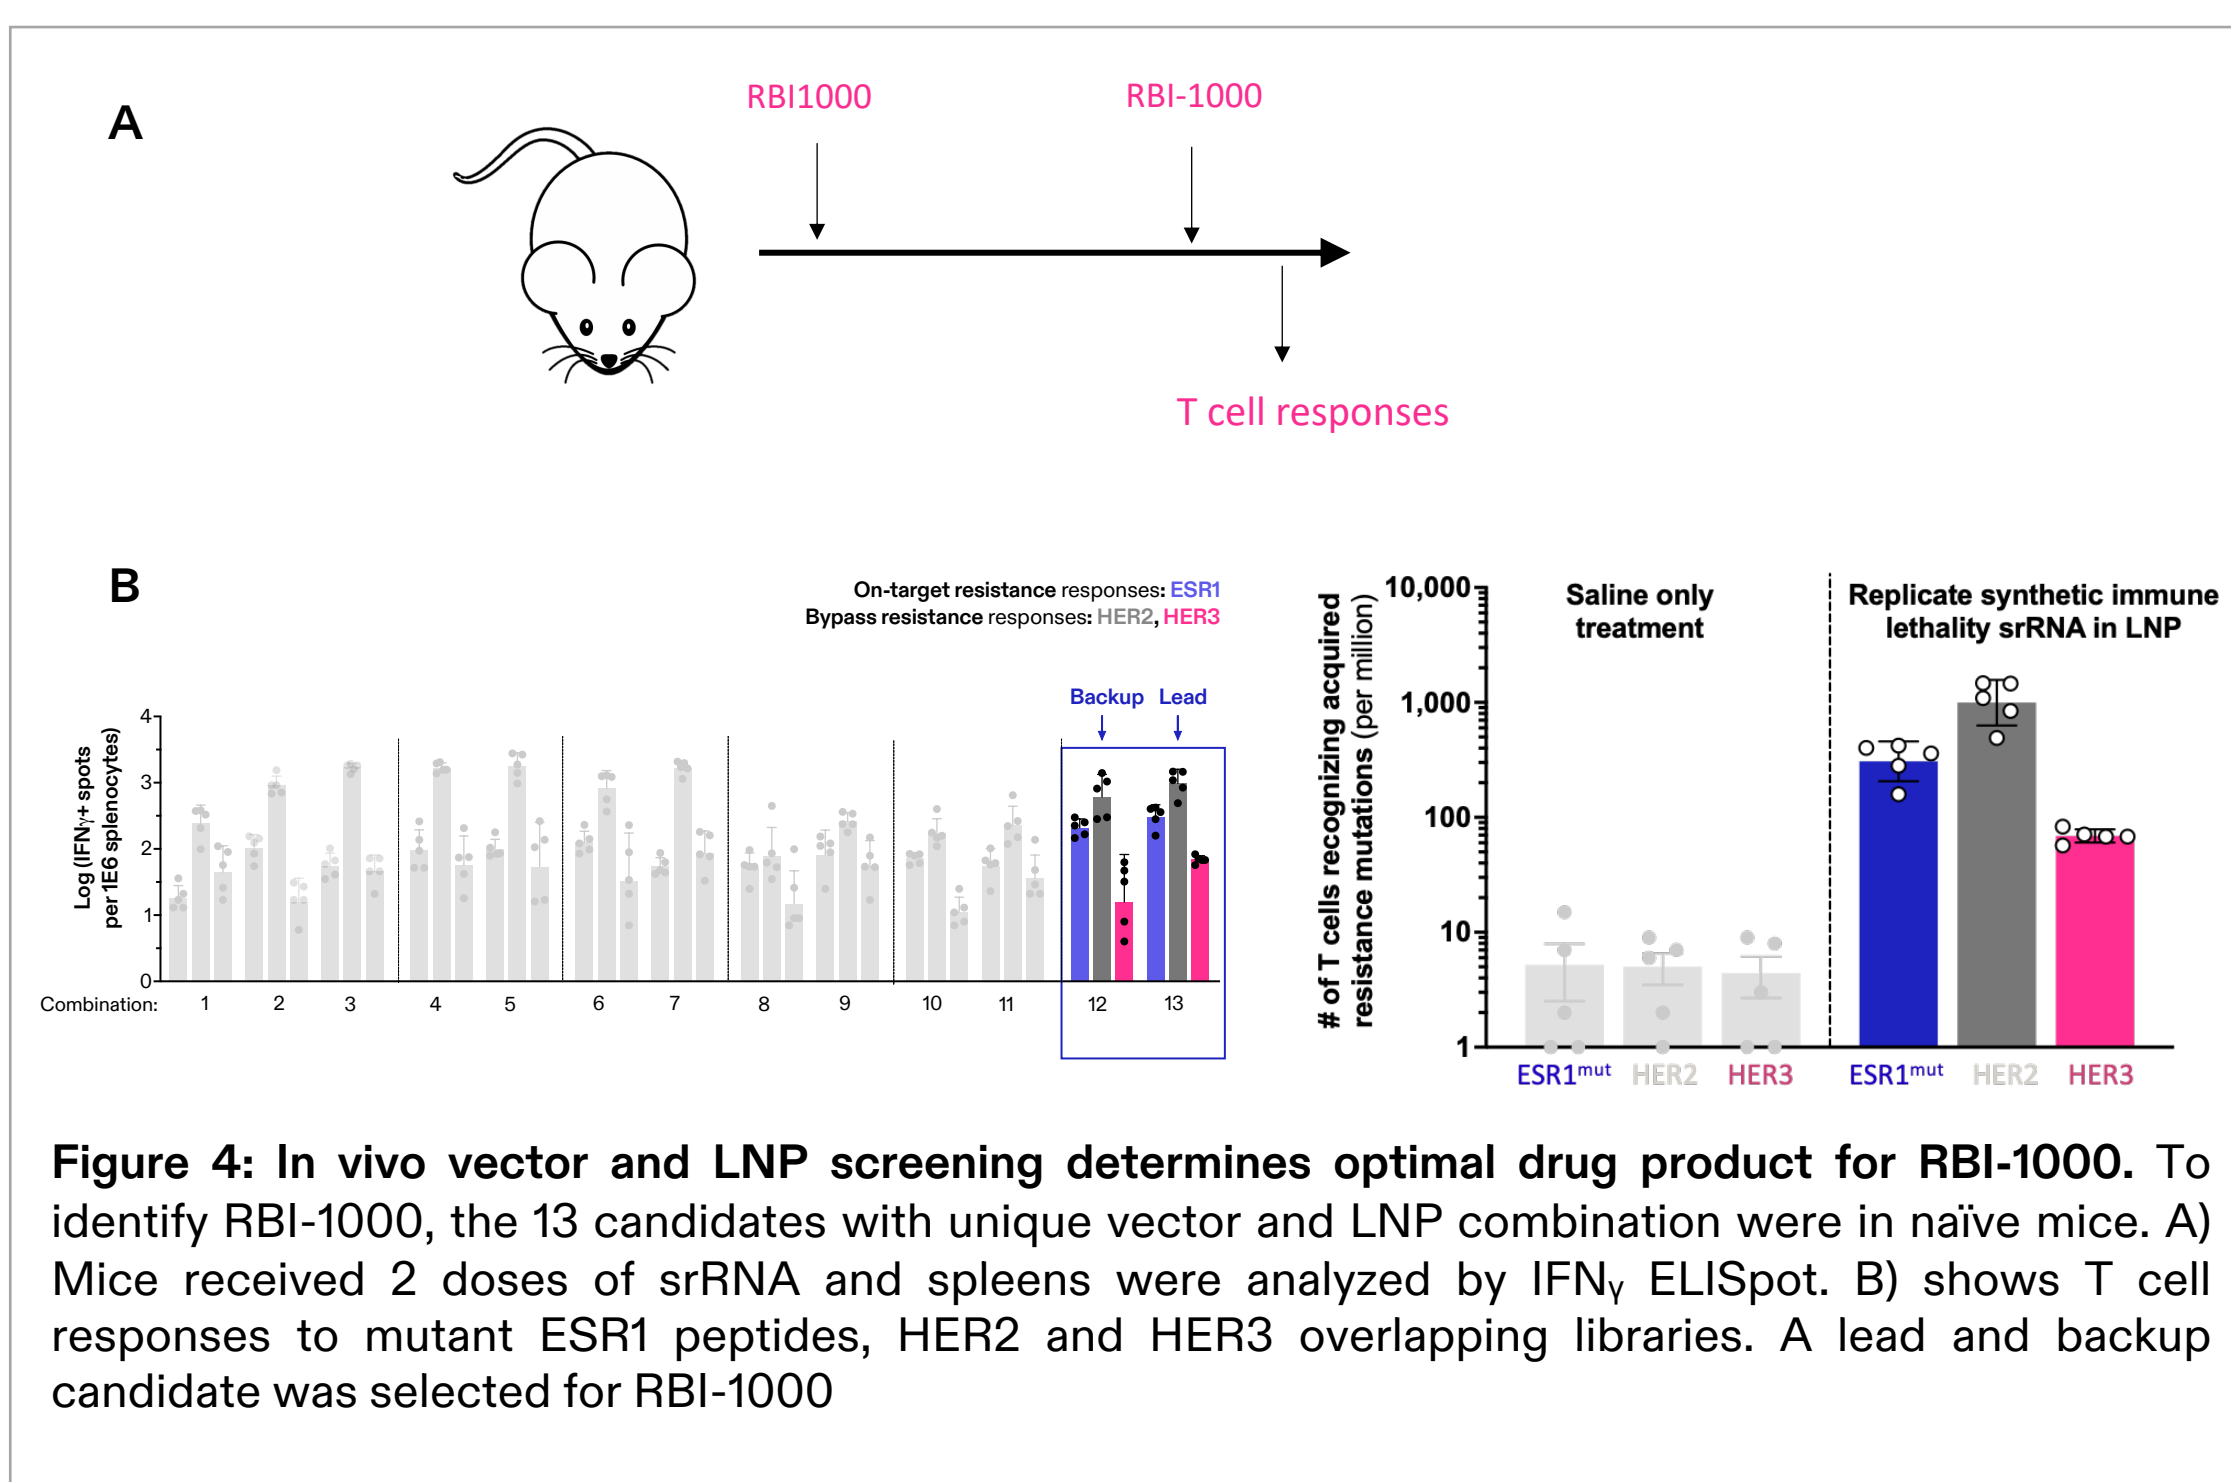 A
RBI1000
RBI-1000
T cell responses
B
On-target resistance responses: ESR1
Bypass resistance responses: HER2, HER3
Backup Lead
Log (IFNγ+ spots
per 1E6 splenocytes)
4
3
2
1
0
Combination: 1 2 3 4 5 6 7 8 9 10 11 12 13
# of T cells recognizing acquired
resistance mutations (per million)
10,000
1,000
100
10
1
Saline only
treatment
Replicate synthetic immune
lethality srRNA in LNP
ESR1ᵐᵘᵗ HER2 HER3 ESR1ᵐᵘᵗ HER2 HER3
Figure 4: In vivo vector and LNP screening determines optimal drug product for RBI-1000. To
identify RBI-1000, the 13 candidates with unique vector and LNP combination were in naïve mice. A)
Mice received 2 doses of srRNA and spleens were analyzed by IFNγ ELISpot. B) shows T cell
responses to mutant ESR1 peptides, HER2 and HER3 overlapping libraries. A lead and backup
candidate was selected for RBI-1000